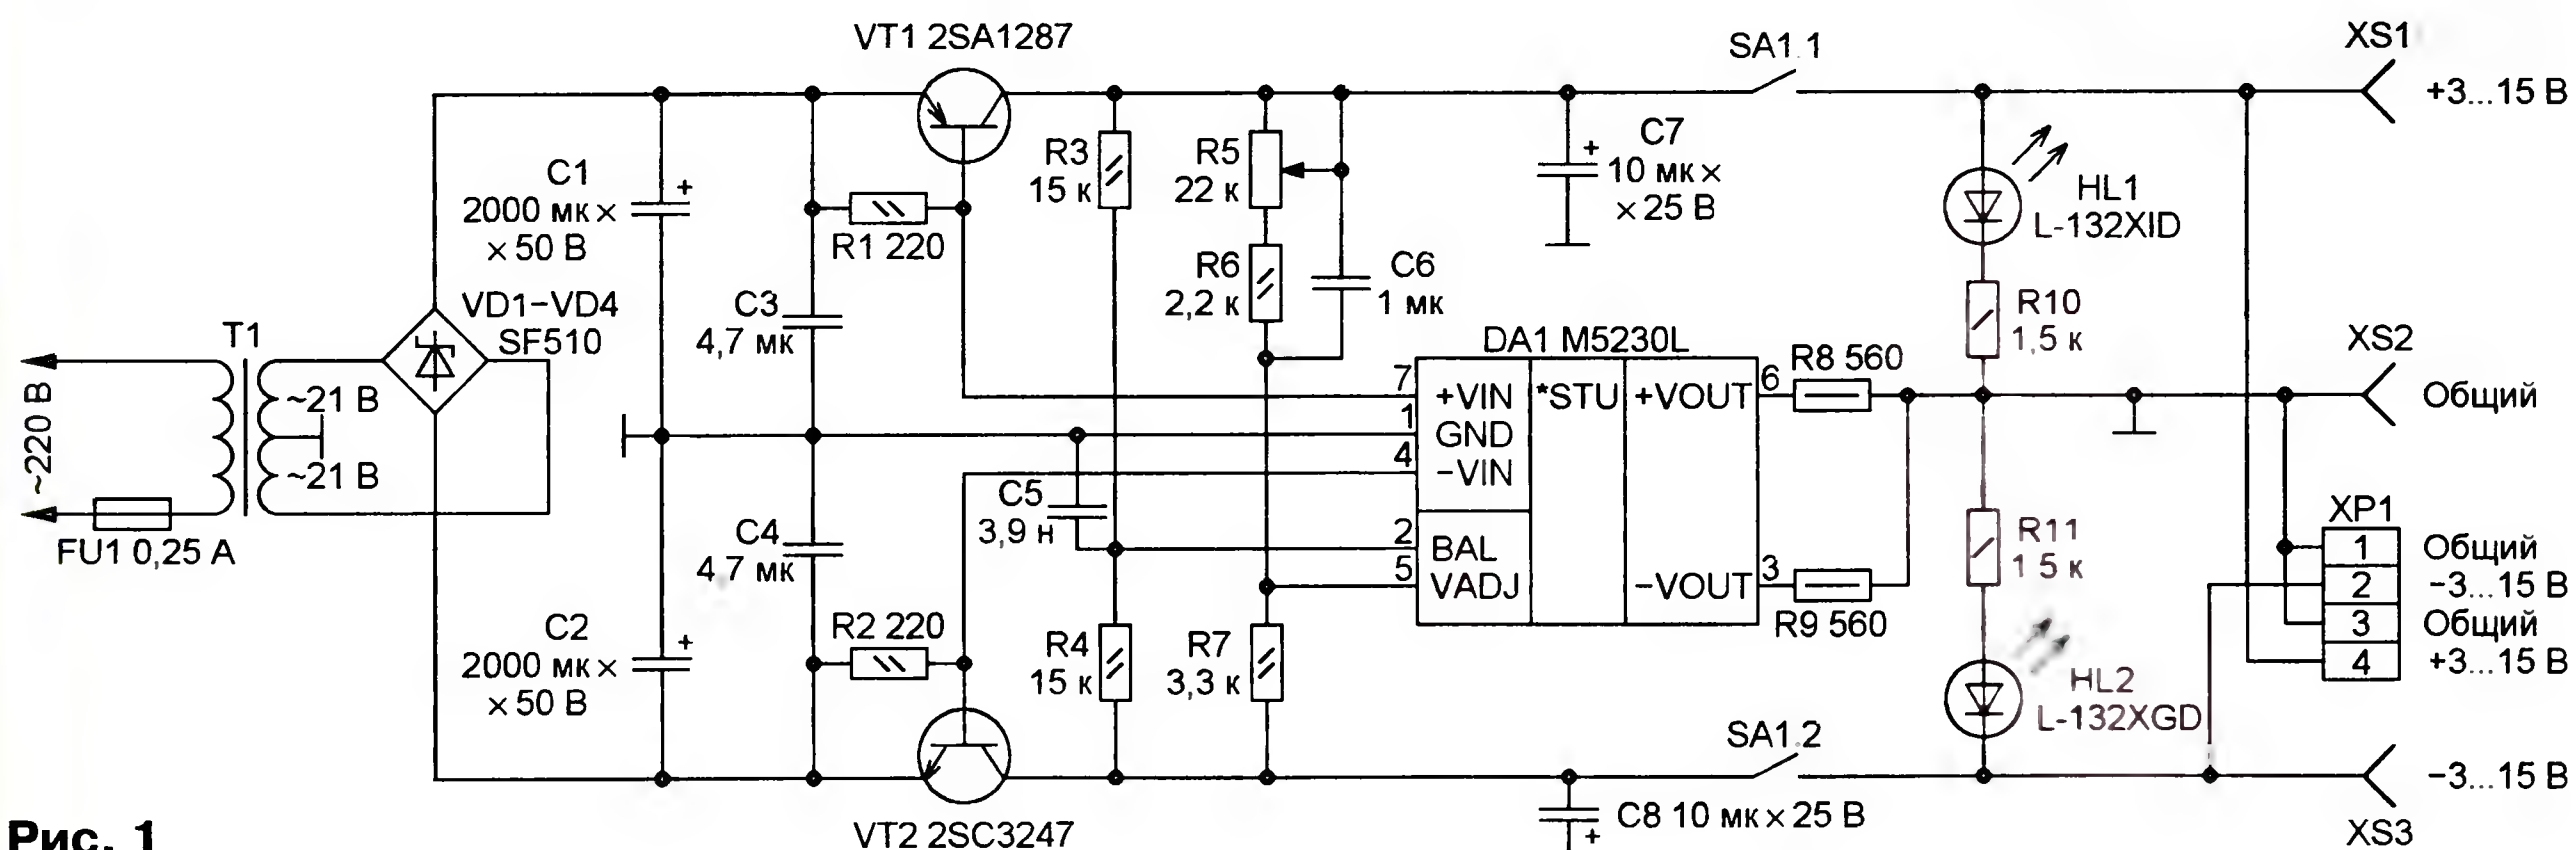 VT1 2SA1287
SA1.1
XS1
+3...15 В
C1
2000 мк ×
× 50 В
+
R1 220
R3
15 к
R5
22 к
R6
2,2 к
C6
1 мк
+
C7
10 мк ×
× 25 В
HL1
L-132XID
R10
1,5 к
VD1-VD4
SF510
C3
4,7 мк
T1
~220 В
~21 В
~21 В
FU1 0,25 A
DA1 M5230L
7
+VIN
1
GND
4
-VIN
2
BAL
5
VADJ
*STU
+VOUT
6
-VOUT
3
R8 560
R9 560
XS2
Общий
C5
3,9 н
C4
4,7 мк
R2 220
C2
2000 мк ×
× 50 В
+
R4
15 к
R7
3,3 к
R11
1 5 к
HL2
L-132XGD
XP1
1 Общий
2 -3...15 В
3 Общий
4 +3...15 В
SA1.2
-3...15 В
XS3
C8 10 мк × 25 В
+
VT2 2SC3247
Рис. 1